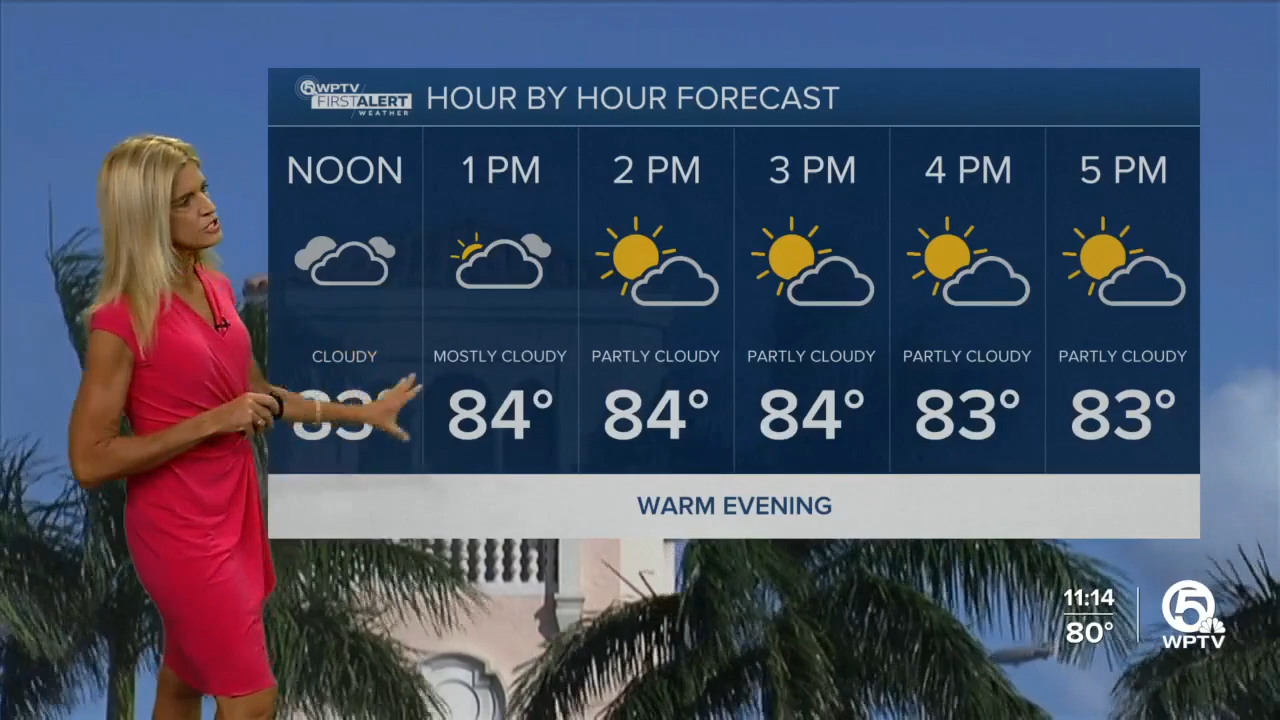 5 WPTV
FIRST ALERT
WEATHER
HOUR BY HOUR FORECAST
NOON
1 PM
2 PM
3 PM
4 PM
5 PM
CLOUDY
MOSTLY CLOUDY
PARTLY CLOUDY
PARTLY CLOUDY
PARTLY CLOUDY
PARTLY CLOUDY
83°
84°
84°
84°
83°
83°
WARM EVENING
11:14
80°
5
WPTV